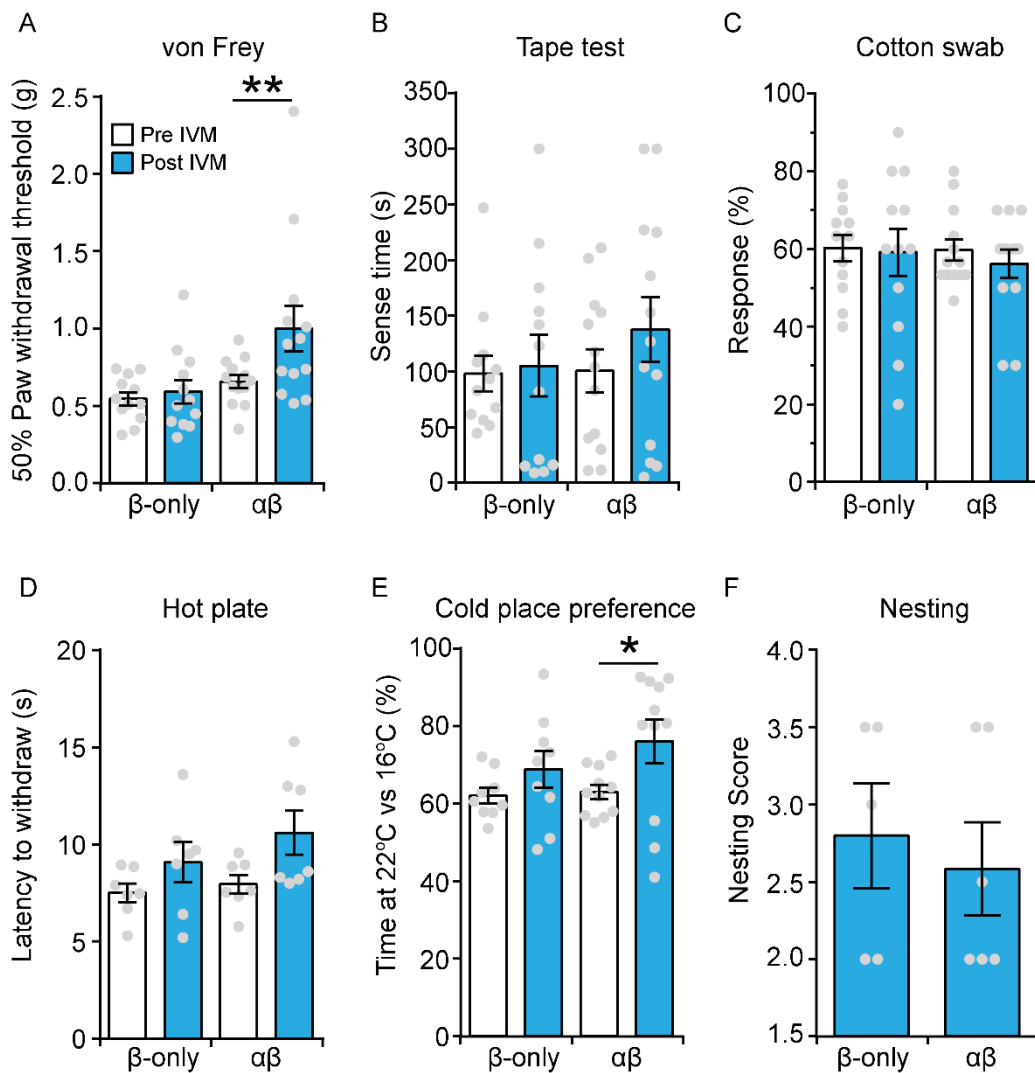 A
von Frey
50% Paw withdrawal threshold (g)
2.5
2.0
1.5
1.0
0.5
0.0
**
Pre IVM
Post IVM
β-only
αβ
B
Tape test
Sense time (s)
350
300
250
200
150
100
50
0
β-only
αβ
C
Cotton swab
Response (%)
100
80
60
40
20
0
β-only
αβ
D
Hot plate
Latency to withdraw (s)
20
15
10
5
0
β-only
αβ
E
Cold place preference
Time at 22°C vs 16°C (%)
100
80
60
40
20
0
*
β-only
αβ
F
Nesting
Nesting Score
4.0
3.5
3.0
2.5
2.0
1.5
β-only
αβ